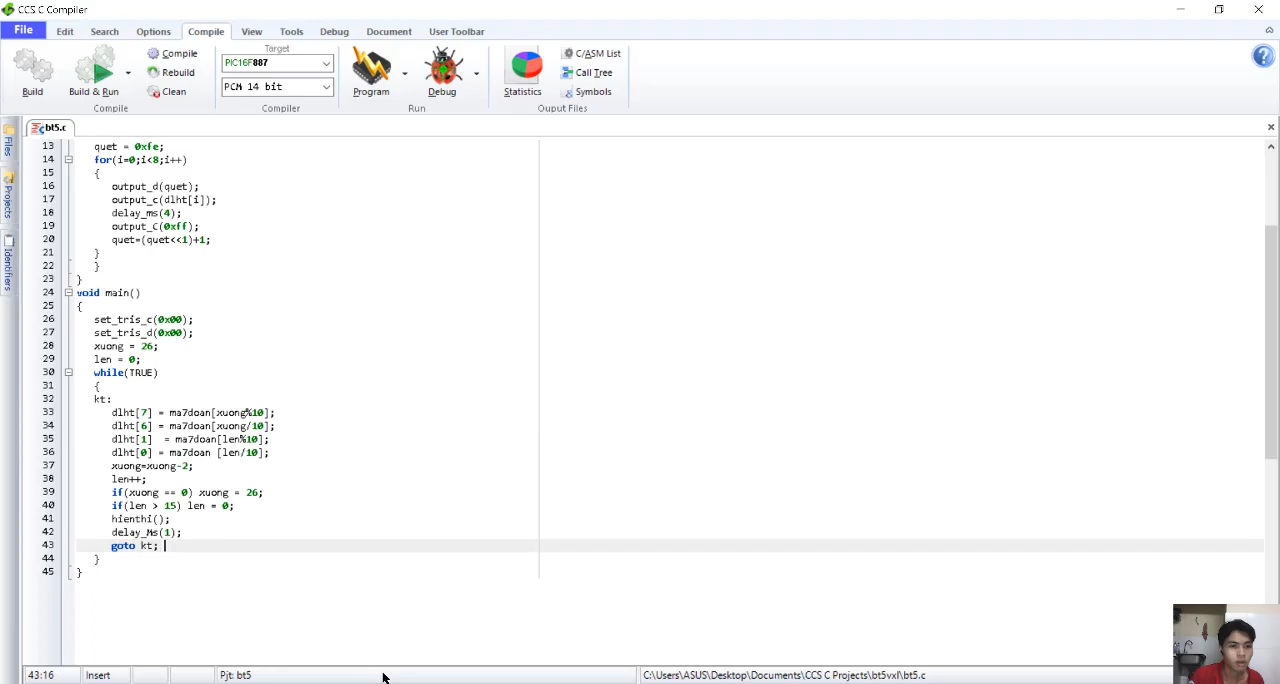 CCS C Compiler
File Edit Search Options Compile View Tools Debug Document User Toolbar
Build
Build & Run
Compile
Rebuild
Clean
Compile
Target
PIC16F887
PCM 14 bit
Compiler
Program
Debug
Run
Statistics
C/ASM List
Call Tree
Symbols
Ouput Files
bt5.c
Files
Projects
Identifiers
13 quet = 0xfe;
14 for(i=0;i<8;i++)
15 {
16 output_d(quet);
17 output_c(dlht[i]);
18 delay_ms(4);
19 output_C(0xff);
20 quet=(quet<<1)+1;
21 }
22 }
23 }
24 void main()
25 {
26 set_tris_c(0x00);
27 set_tris_d(0x00);
28 xuong = 26;
29 len = 0;
30 while(TRUE)
31 {
32 kt:
33 dlht[7] = ma7doan[xuong%10];
34 dlht[6] = ma7doan[xuong/10];
35 dlht[1]  = ma7doan[len%10];
36 dlht[0] = ma7doan [len/10];
37 xuong=xuong-2;
38 len++;
39 if(xuong == 0) xuong = 26;
40 if(len > 15) len = 0;
41 hienthi();
42 delay_Ms(1);
43 goto kt;
44 }
45 }
43:16 Insert Pjt: bt5 C:\Users\ASUS\Desktop\Documents\CCS C Projects\bt5vxl\bt5.c